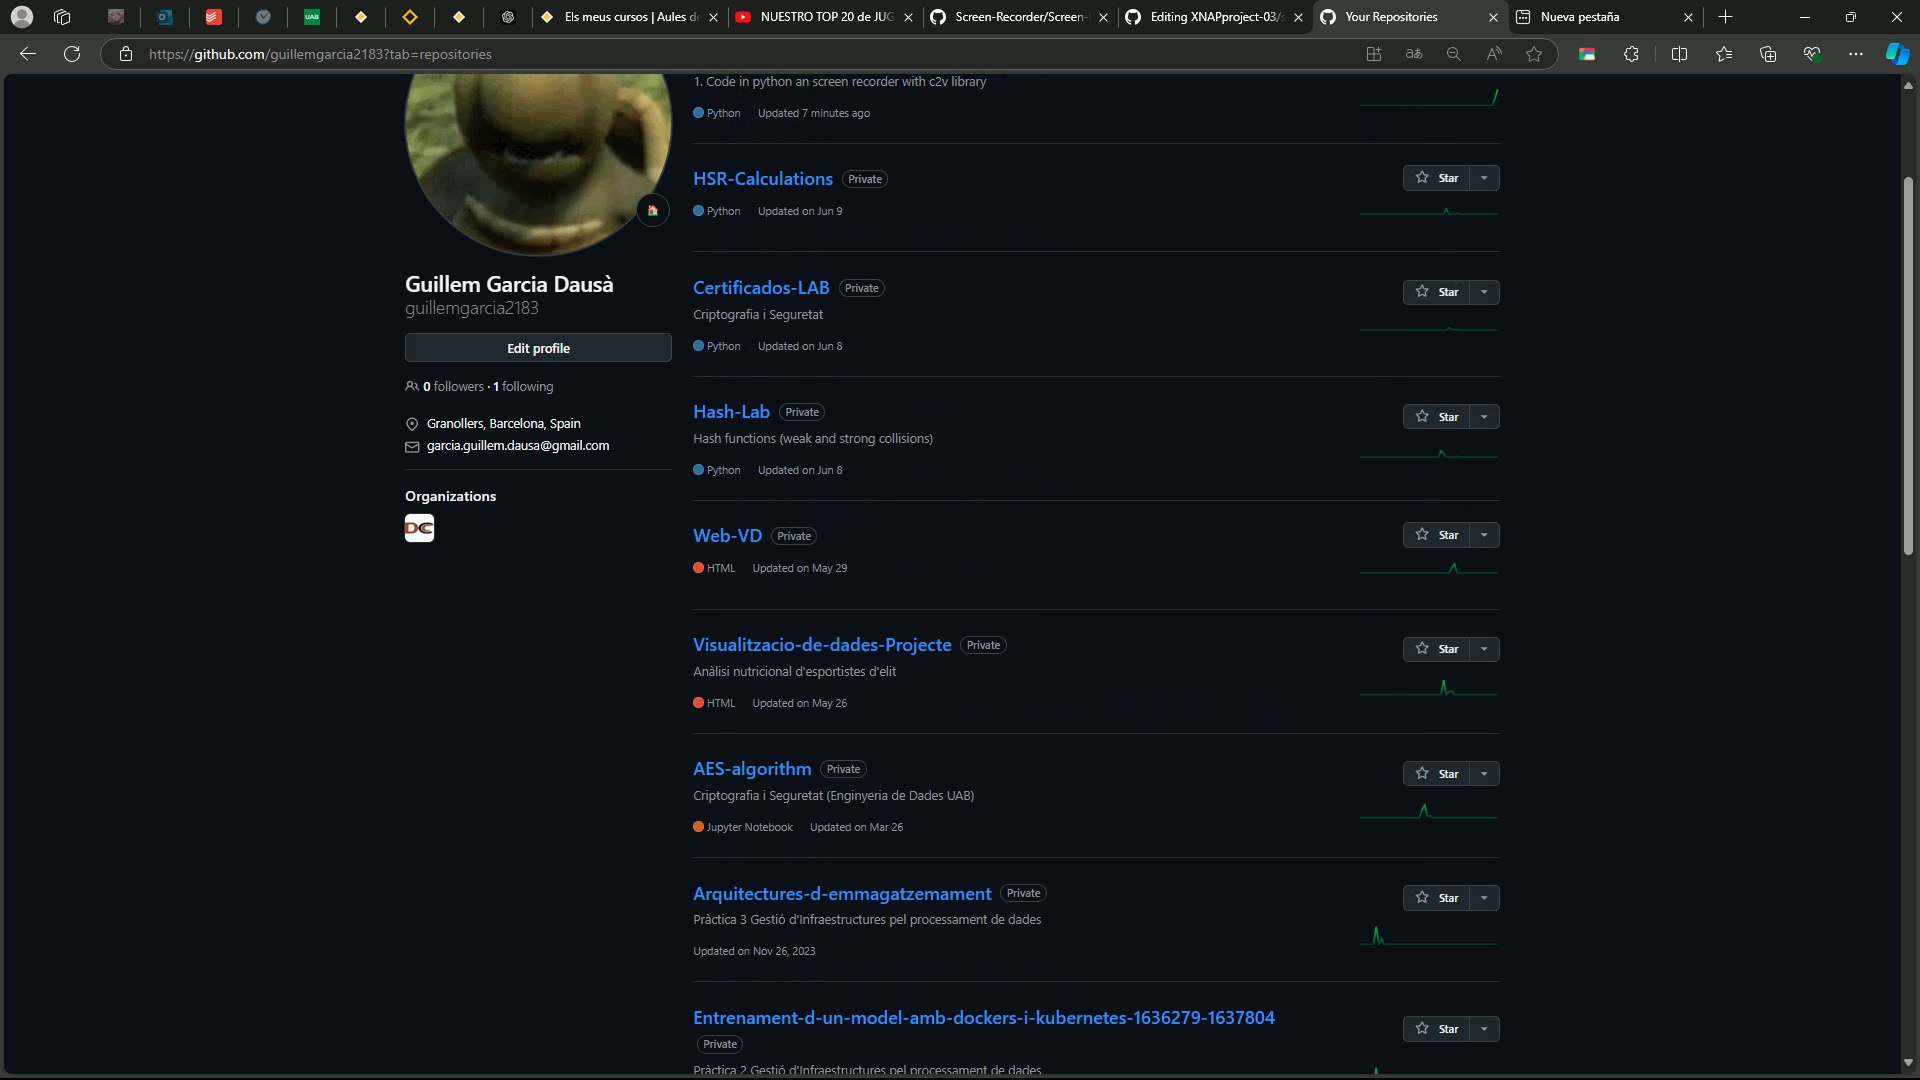 UAB
Els meus cursos | Aules d
NUESTRO TOP 20 de JUG
Screen-Recorder/Screen-
Editing XNAPproject-03/s
Your Repositories
Nueva pestaña
https://github.com/guillemgarcia2183?tab=repositories
1. Code in python an screen recorder with c2v library
Python Updated 7 minutes ago
HSR-Calculations Private
Star
Python Updated on Jun 9
Guillem Garcia Dausà
guillemgarcia2183
Edit profile
0 followers · 1 following
Granollers, Barcelona, Spain
garcia.guillem.dausa@gmail.com
Organizations
DC
Certificados-LAB Private
Star
Criptografia i Seguretat
Python Updated on Jun 8
Hash-Lab Private
Star
Hash functions (weak and strong collisions)
Python Updated on Jun 8
Web-VD Private
Star
HTML Updated on May 29
Visualitzacio-de-dades-Projecte Private
Star
Anàlisi nutricional d'esportistes d'elit
HTML Updated on May 26
AES-algorithm Private
Star
Criptografia i Seguretat (Enginyeria de Dades UAB)
Jupyter Notebook Updated on Mar 26
Arquitectures-d-emmagatzemament Private
Star
Pràctica 3 Gestió d'Infraestructures pel processament de dades
Updated on Nov 26, 2023
Entrenament-d-un-model-amb-dockers-i-kubernetes-1636279-1637804
Star
Private
Pràctica 2 Gestió d'Infraestructures pel processament de dades